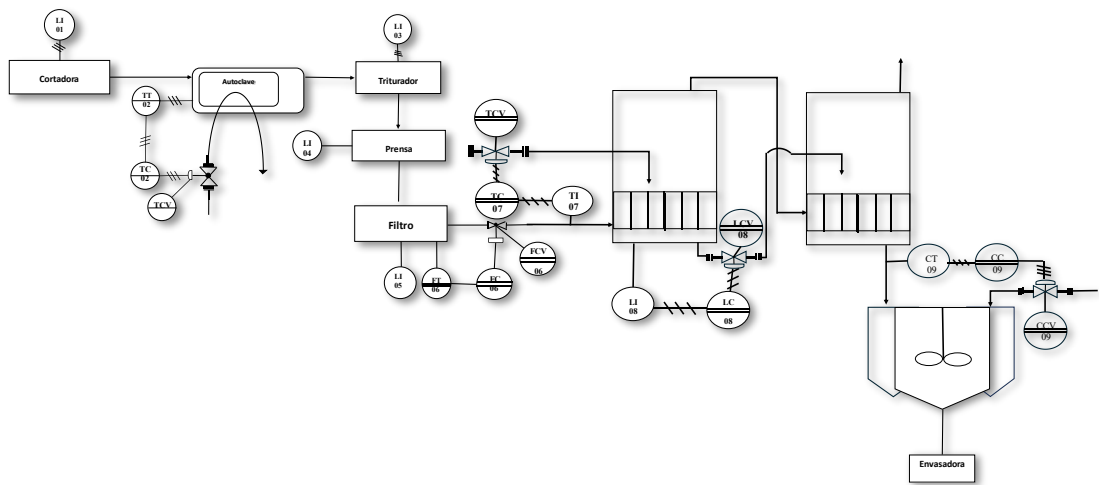 LI
01
Cortadora
Autoclave
LI
03
Triturador
TT
02
TC
02
TCV
LI
04
Prensa
TCV
TC
07
TI
07
Filtro
LI
05
FT
06
FC
06
FCV
06
LCV
08
LI
08
LC
08
CT
09
CC
09
CCV
09
Envasadora